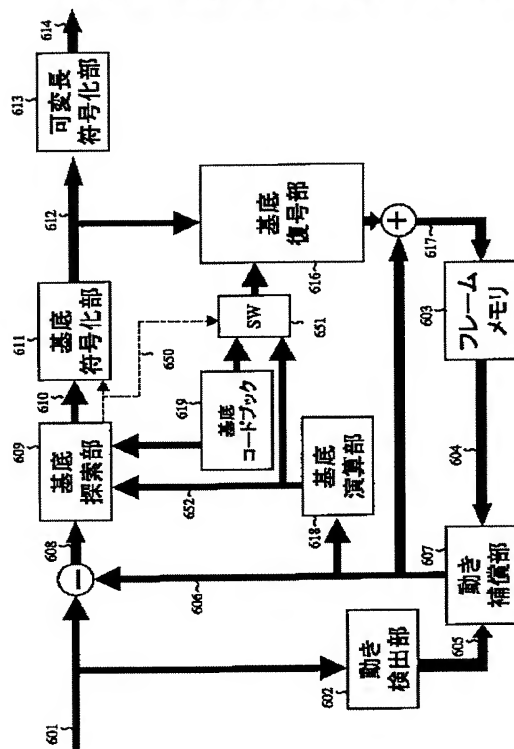 601
608
基底
探索部
609
610
基底
符号化部
611
612
可変長
符号化部
613
614
650
652
606
619
基底
コードブック
SW
651
基底
復号部
616
+
617
−
動き
検出部
602
605
基底
演算部
618
動き
補償部
607
604
フレーム
メモリ
603